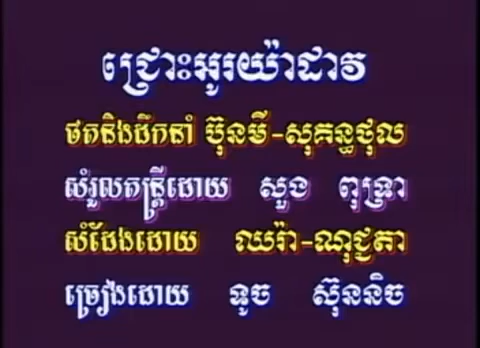 ជ្រោះអូរយ៉ាដាវ
ថតនិងដឹកនាំ ប៊ុនមី-សុគន្ធថុល
សំរួលតន្ត្រីដោយ សួង ពុទ្រា
សំដែងដោយ ឈរ៉ា-ណុជ្ជតា
ច្រៀងដោយ ទូច ស៊ុននិច